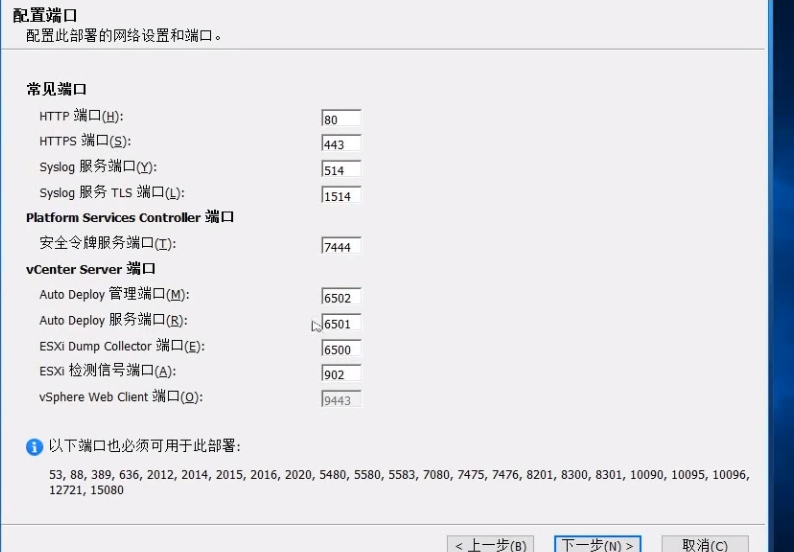 配置端口
配置此部署的网络设置和端口。
常见端口
HTTP 端口(H): 80
HTTPS 端口(S): 443
Syslog 服务端口(Y): 514
Syslog 服务 TLS 端口(L): 1514
Platform Services Controller 端口
安全令牌服务端口(T): 7444
vCenter Server 端口
Auto Deploy 管理端口(M): 6502
Auto Deploy 服务端口(R): 6501
ESXi Dump Collector 端口(E): 6500
ESXi 检测信号端口(A): 902
vSphere Web Client 端口(O): 9443
以下端口也必须可用于此部署:
53, 88, 389, 636, 2012, 2014, 2015, 2016, 2020, 5480, 5580, 5583, 7080, 7475, 7476, 8201, 8300, 8301, 10090, 10095, 10096,
12721, 15080
< 上一步(B) 下一步(N) > 取消(C)